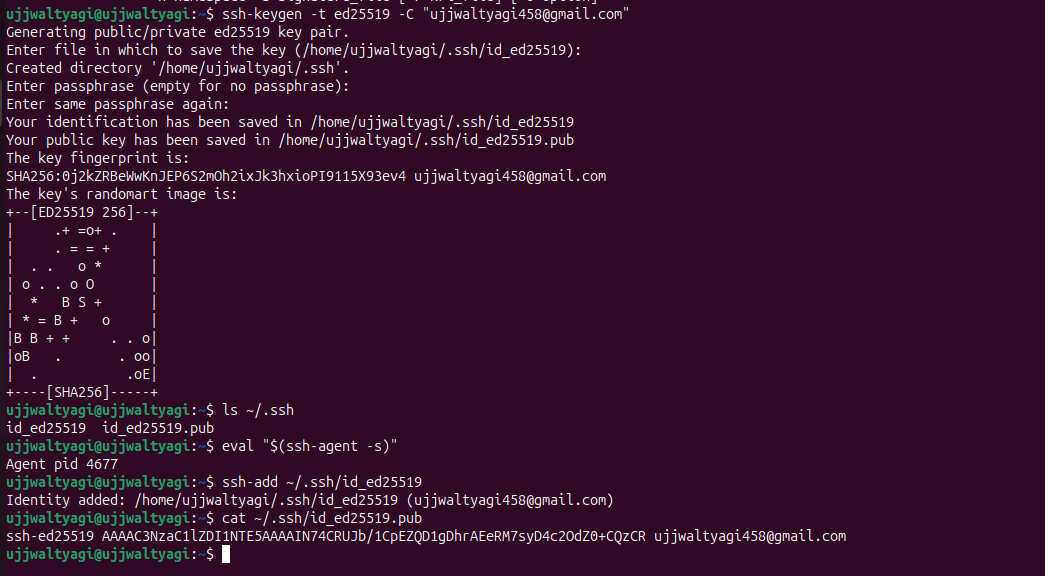 ujjwaltyagi@ujjwaltyagi:~$ ssh-keygen -t ed25519 -C "ujjwaltyagi458@gmail.com"
Generating public/private ed25519 key pair.
Enter file in which to save the key (/home/ujjwaltyagi/.ssh/id_ed25519):
Created directory '/home/ujjwaltyagi/.ssh'.
Enter passphrase (empty for no passphrase):
Enter same passphrase again:
Your identification has been saved in /home/ujjwaltyagi/.ssh/id_ed25519
Your public key has been saved in /home/ujjwaltyagi/.ssh/id_ed25519.pub
The key fingerprint is:
SHA256:0j2kZRBeWwKnJEP6S2mOh2ixJk3hxioPI9115X93ev4 ujjwaltyagi458@gmail.com
The key's randomart image is:
+--[ED25519 256]--+
|     .+ =o+ .    |
|     . = = +     |
|  . .   o *      |
| o . . o O       |
|  *   B S +      |
| * = B +   o     |
|B B + +     . . o|
|oB   .       . oo|
|  .           .oE|
+----[SHA256]-----+
ujjwaltyagi@ujjwaltyagi:~$ ls ~/.ssh
id_ed25519  id_ed25519.pub
ujjwaltyagi@ujjwaltyagi:~$ eval "$(ssh-agent -s)"
Agent pid 4677
ujjwaltyagi@ujjwaltyagi:~$ ssh-add ~/.ssh/id_ed25519
Identity added: /home/ujjwaltyagi/.ssh/id_ed25519 (ujjwaltyagi458@gmail.com)
ujjwaltyagi@ujjwaltyagi:~$ cat ~/.ssh/id_ed25519.pub
ssh-ed25519 AAAAC3NzaC1lZDI1NTE5AAAAIN74CRUJb/1CpEZQD1gDhrAEeRM7syD4c2OdZ0+CQzCR ujjwaltyagi458@gmail.com
ujjwaltyagi@ujjwaltyagi:~$